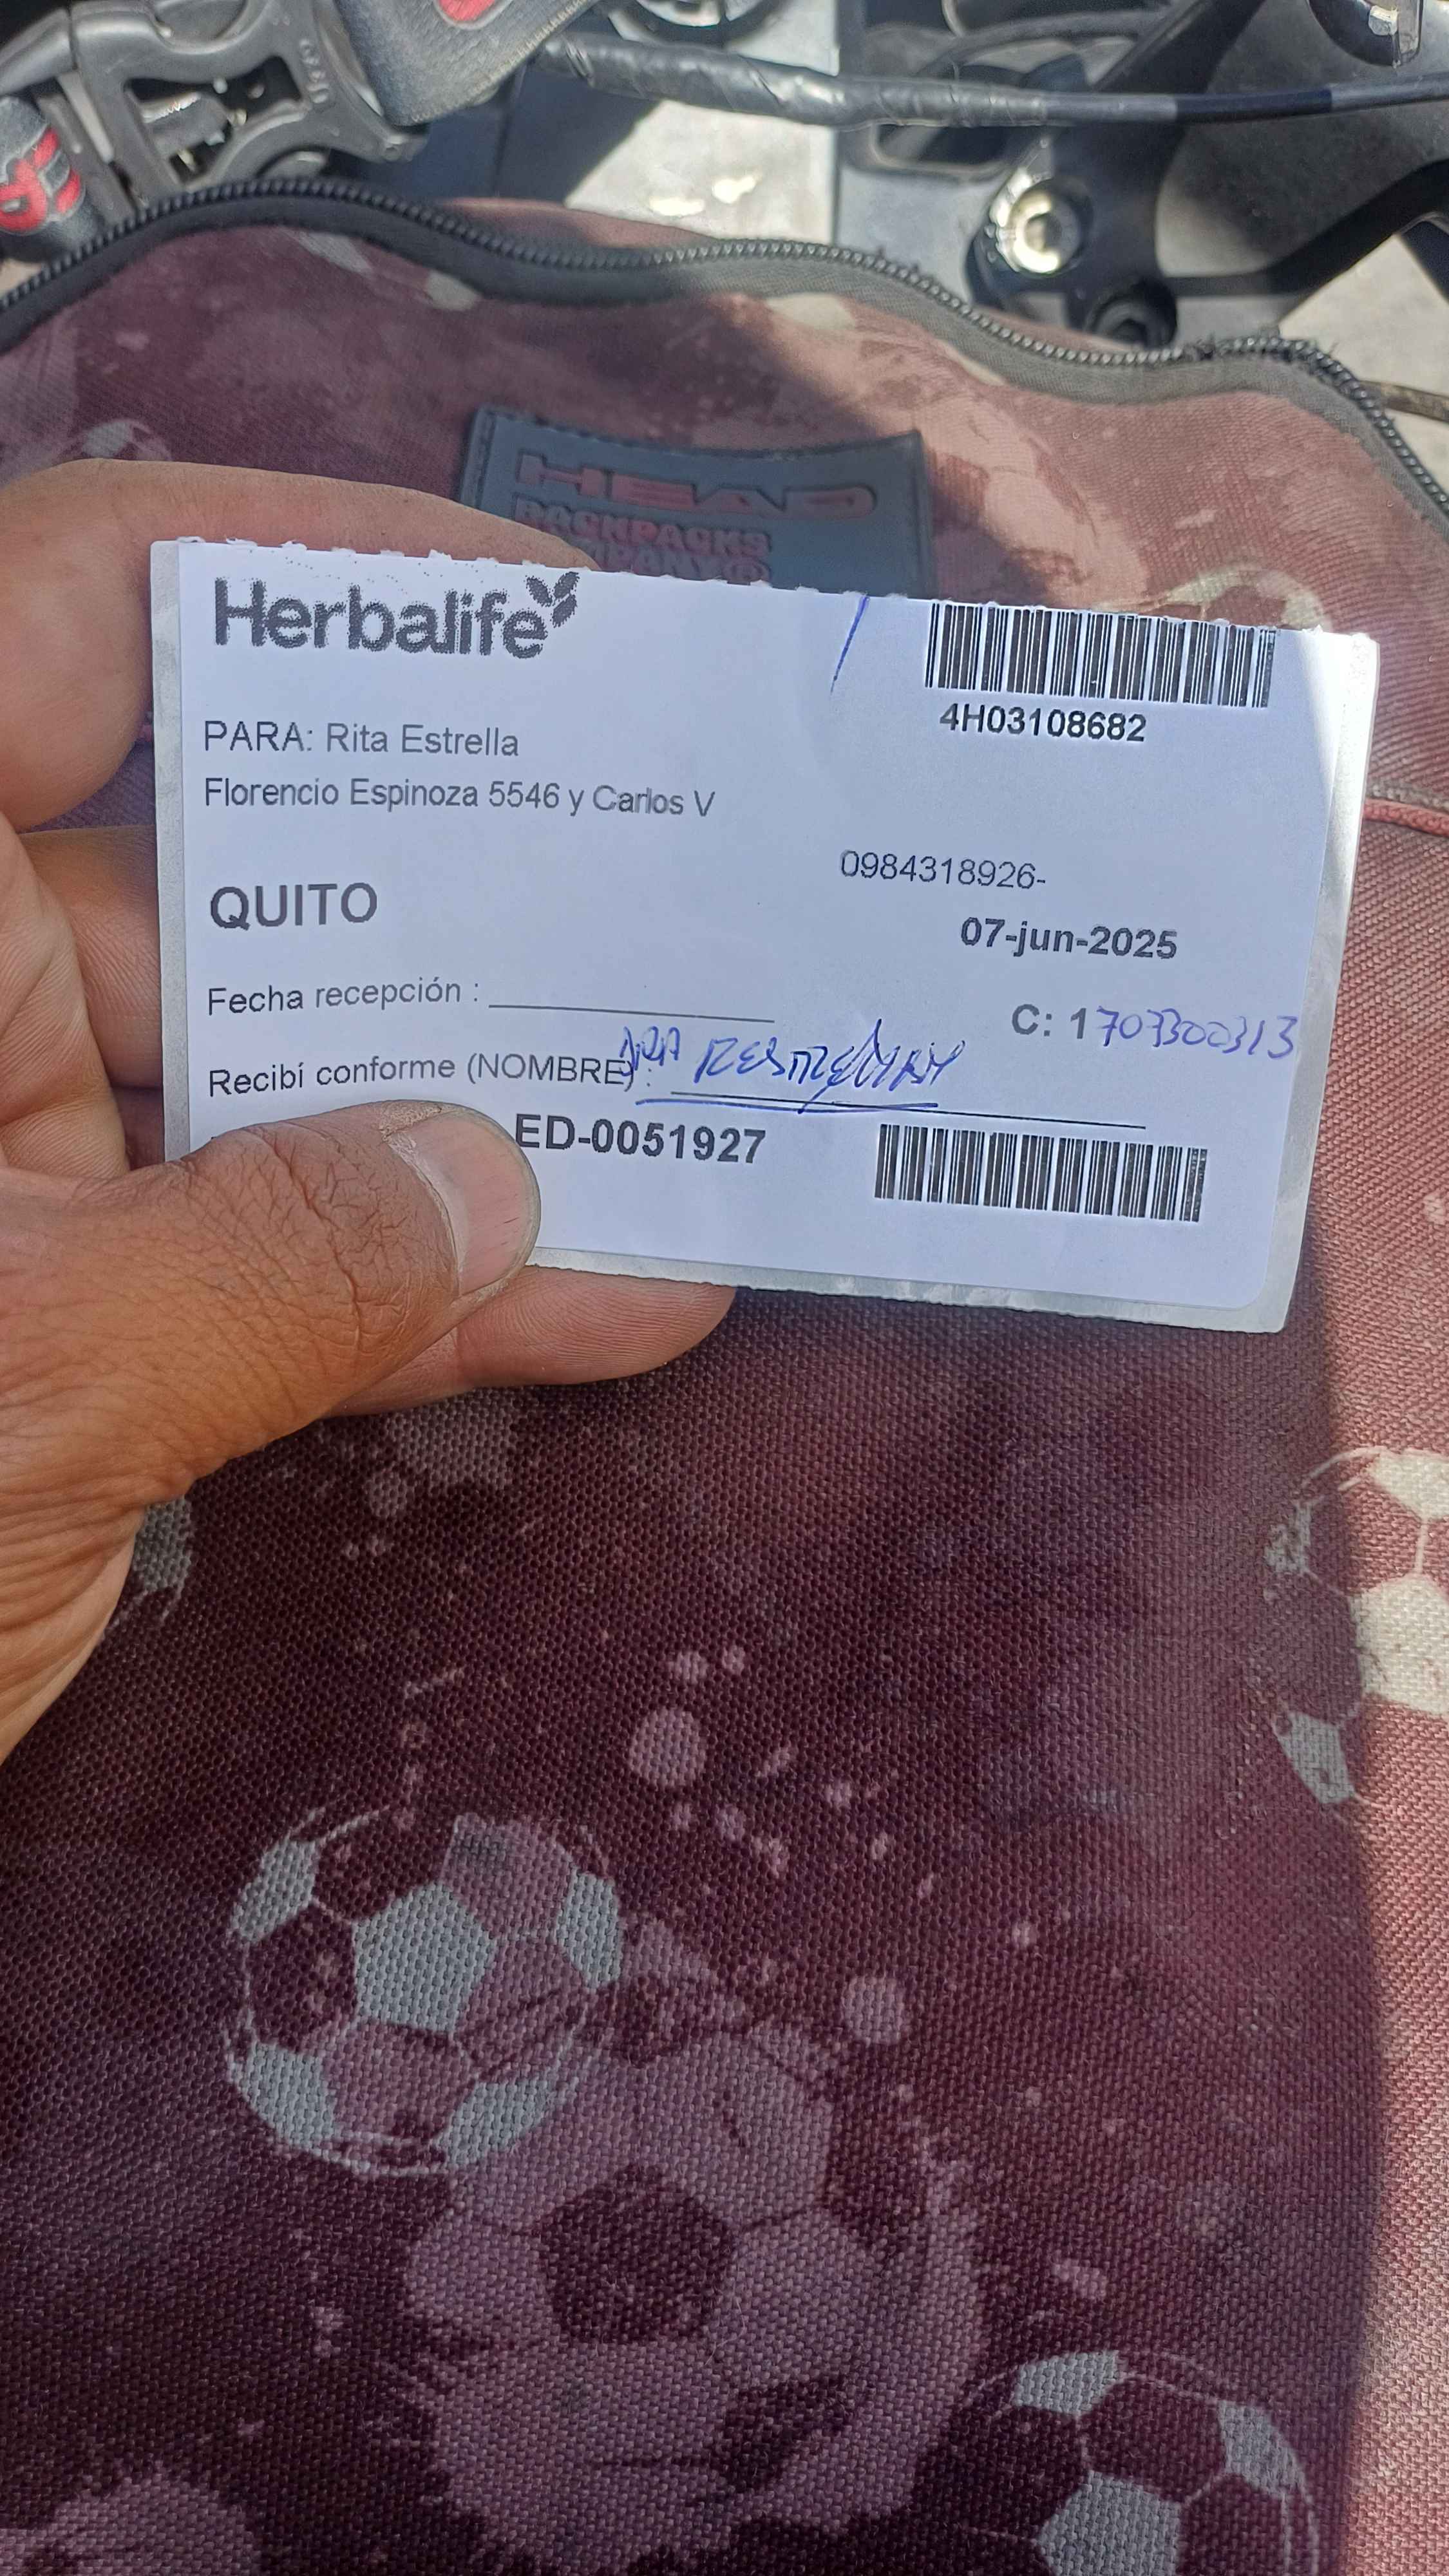 HEAD
BACKPACKS
Herbalife
4H03108682
PARA: Rita Estrella
Florencio Espinoza 5546 y Carlos V
0984318926-
QUITO
07-jun-2025
Fecha recepción :
C: 1707300313
Recibí conforme (NOMBRE) :
ED-0051927